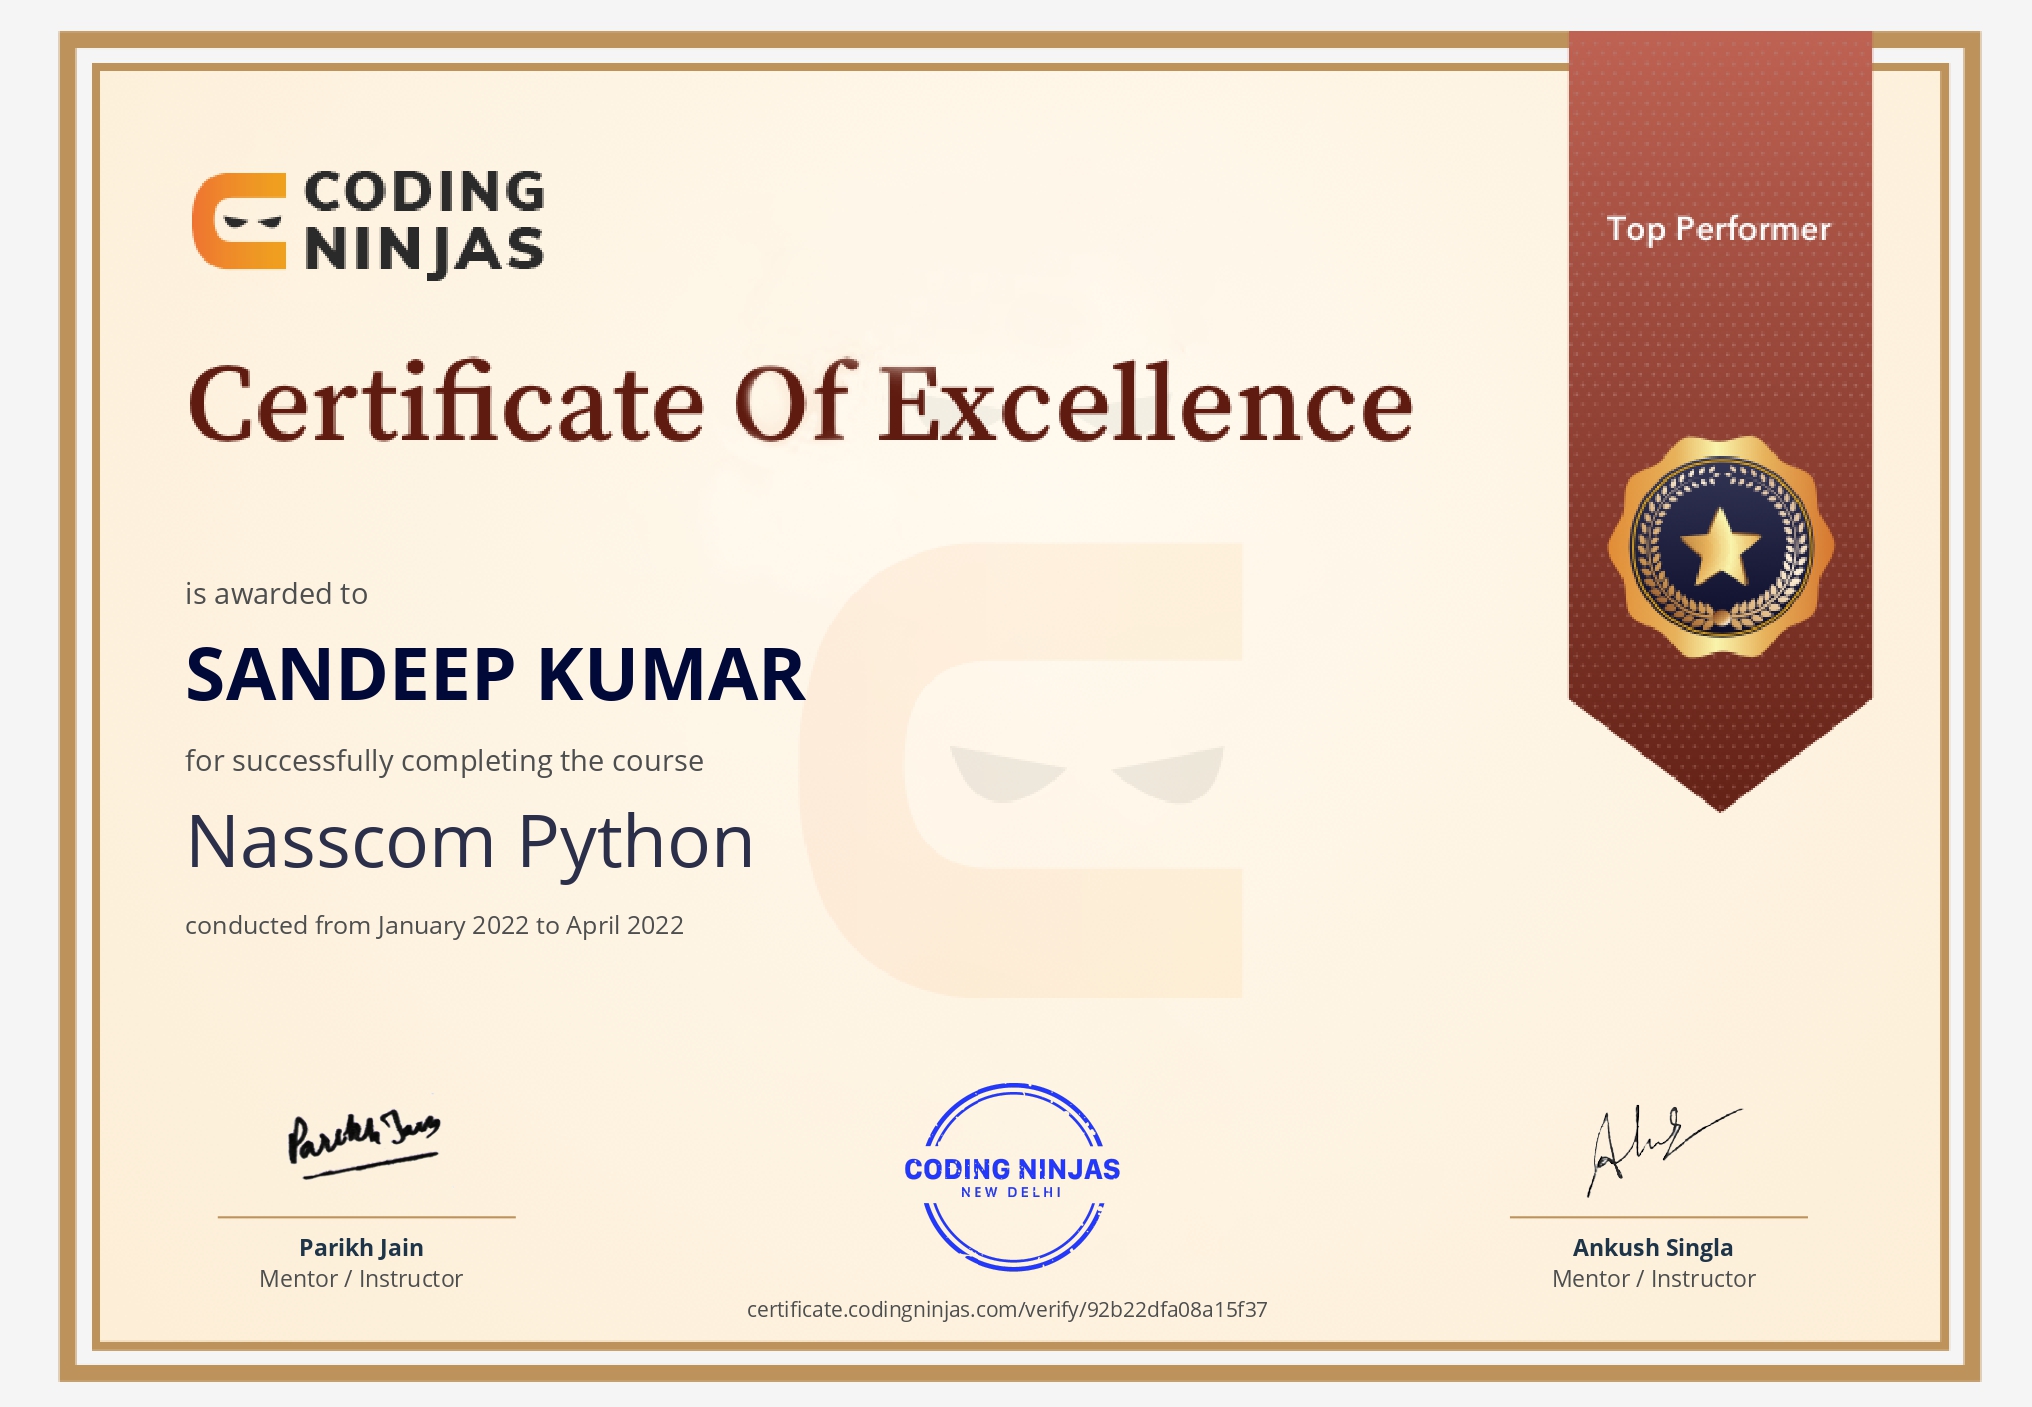 CODING
NINJAS
Top Performer
Certificate Of Excellence
is awarded to
SANDEEP KUMAR
for successfully completing the course
Nasscom Python
conducted from January 2022 to April 2022
Parikh Jain
CODING NINJAS
NEW DELHI
Parikh Jain
Mentor / Instructor
Ankush Singla
Mentor / Instructor
certificate.codingninjas.com/verify/92b22dfa08a15f37